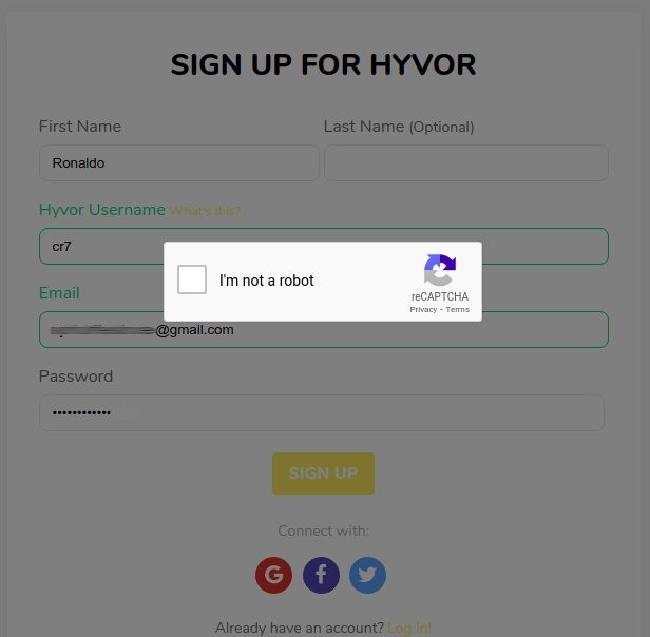 SIGN UP FOR HYVOR
First Name Last Name (Optional)
Ronaldo
Hyvor Username What's this?
cr7
I'm not a robot
reCAPTCHA
Privacy - Terms
Email
@gmail.com
Password
••••••••••••
SIGN UP
Connect with:
G f
Already have an account? Log in!